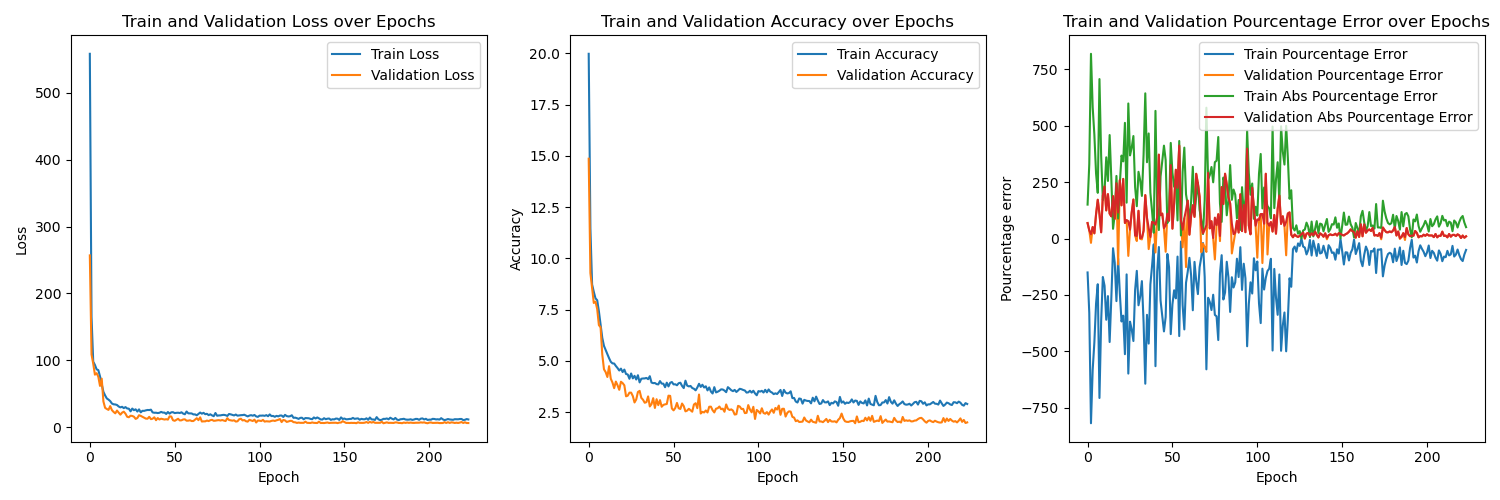 Train and Validation Loss over Epochs
Train Loss
Validation Loss
500
400
300
200
100
0
Loss
0
50
100
150
200
Epoch
Train and Validation Accuracy over Epochs
Train Accuracy
Validation Accuracy
20.0
17.5
15.0
12.5
10.0
7.5
5.0
2.5
Accuracy
0
50
100
150
200
Epoch
Train and Validation Pourcentage Error over Epochs
Train Pourcentage Error
Validation Pourcentage Error
Train Abs Pourcentage Error
Validation Abs Pourcentage Error
750
500
250
0
−250
−500
−750
Pourcentage error
0
50
100
150
200
Epoch